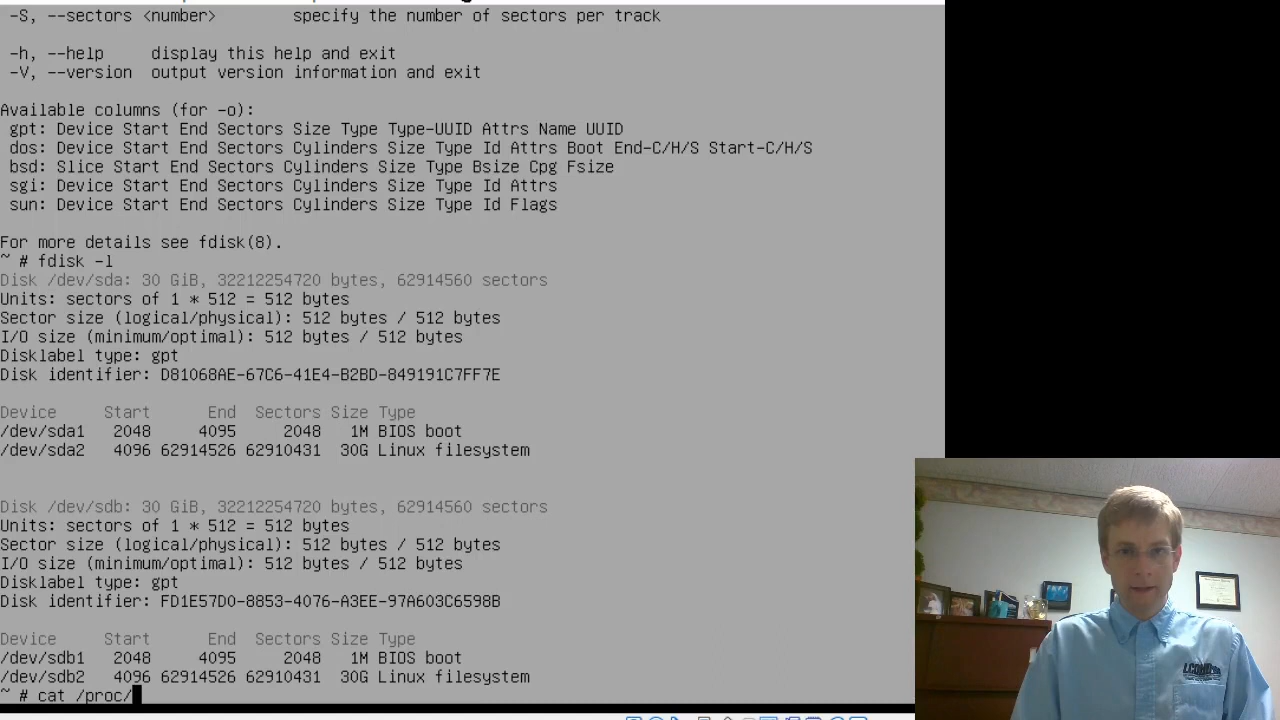 -S, --sectors <number>        specify the number of sectors per track
-h, --help     display this help and exit
-V, --version  output version information and exit
Available columns (for -o):
gpt: Device Start End Sectors Size Type Type-UUID Attrs Name UUID
dos: Device Start End Sectors Cylinders Size Type Id Attrs Boot End-C/H/S Start-C/H/S
bsd: Slice Start End Sectors Cylinders Size Type Bsize Cpg Fsize
sgi: Device Start End Sectors Cylinders Size Type Id Attrs
sun: Device Start End Sectors Cylinders Size Type Id Flags
For more details see fdisk(8).
~ # fdisk -l
Disk /dev/sda: 30 GiB, 32212254720 bytes, 62914560 sectors
Units: sectors of 1 * 512 = 512 bytes
Sector size (logical/physical): 512 bytes / 512 bytes
I/O size (minimum/optimal): 512 bytes / 512 bytes
Disklabel type: gpt
Disk identifier: D81068AE-67C6-41E4-B2BD-849191C7FF7E
Device     Start      End  Sectors Size Type
/dev/sda1   2048     4095     2048   1M BIOS boot
/dev/sda2   4096 62914526 62910431  30G Linux filesystem
Disk /dev/sdb: 30 GiB, 32212254720 bytes, 62914560 sectors
Units: sectors of 1 * 512 = 512 bytes
Sector size (logical/physical): 512 bytes / 512 bytes
I/O size (minimum/optimal): 512 bytes / 512 bytes
Disklabel type: gpt
Disk identifier: FD1E57D0-8853-4076-A3EE-97A603C6598B
Device     Start      End  Sectors Size Type
/dev/sdb1   2048     4095     2048   1M BIOS boot
/dev/sdb2   4096 62914526 62910431  30G Linux filesystem
~ # cat /proc/